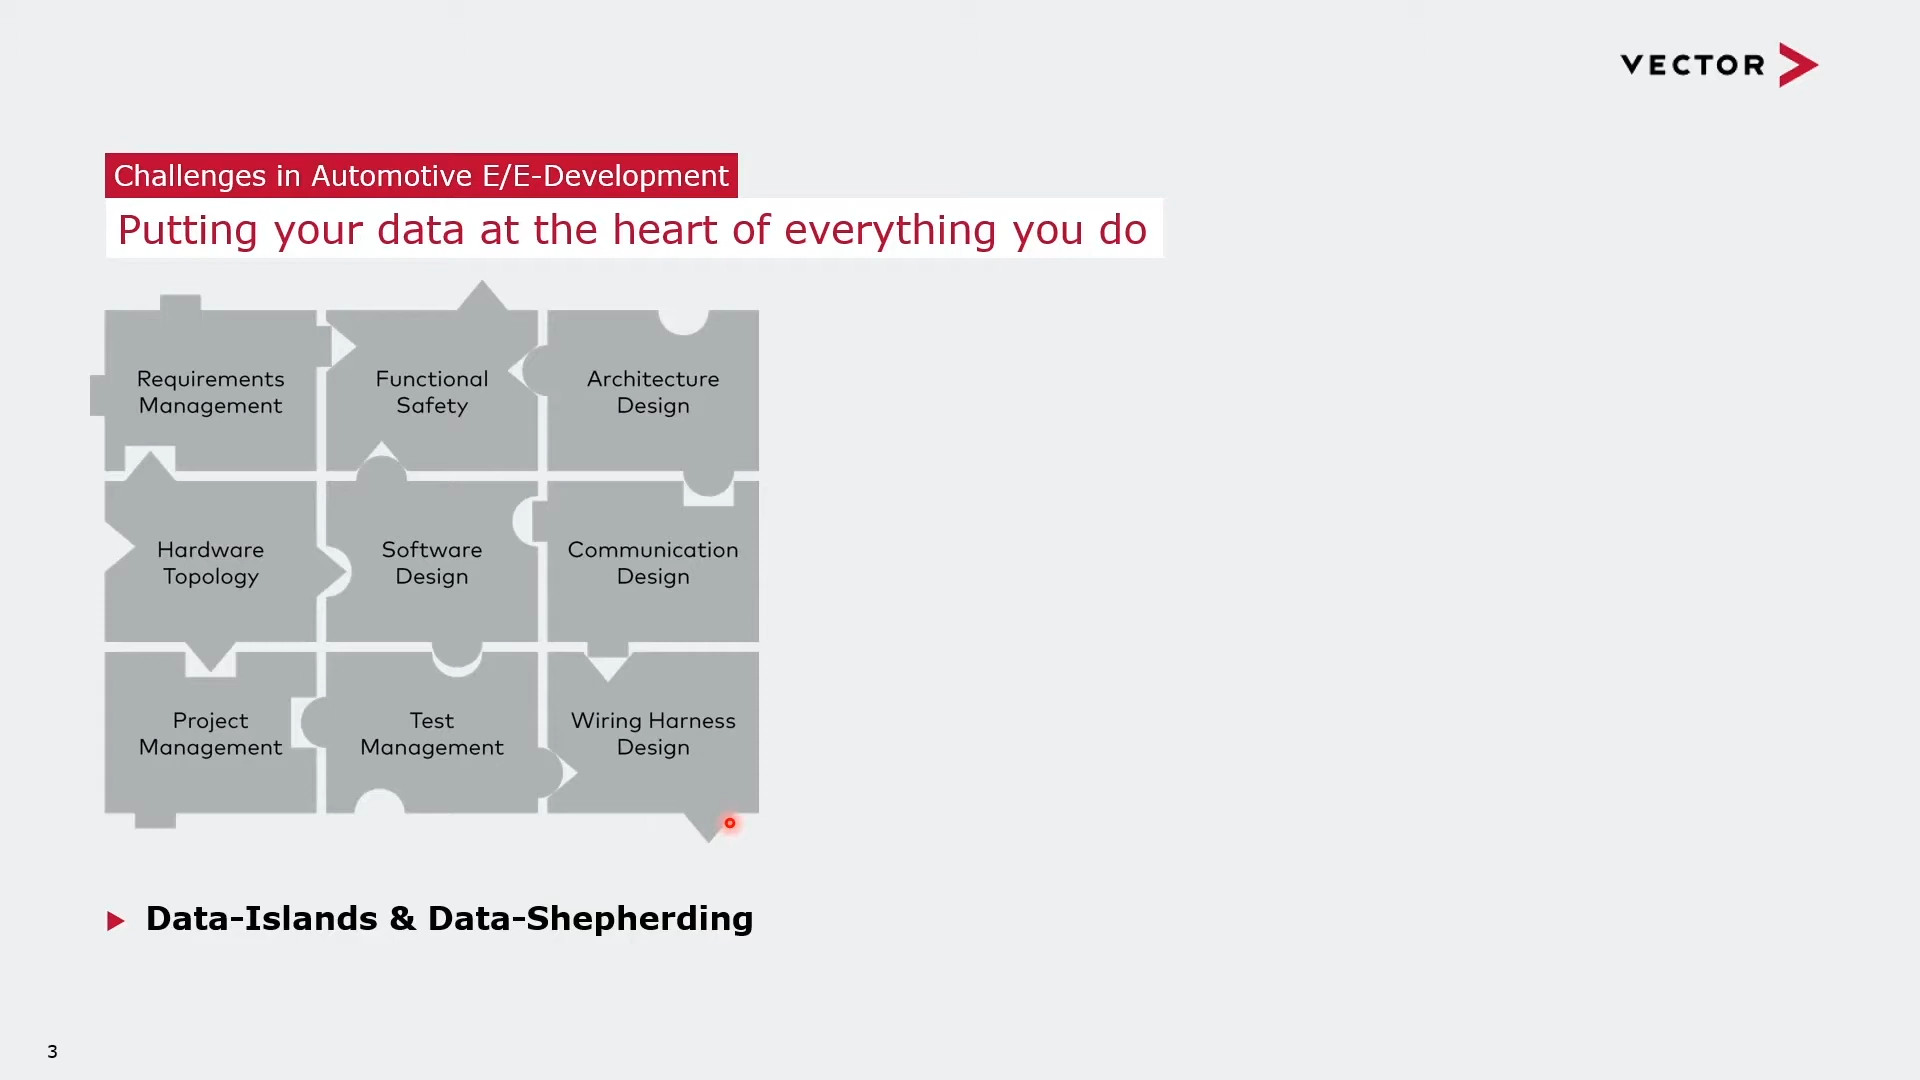 VECTOR
Challenges in Automotive E/E-Development
Putting your data at the heart of everything you do
Requirements
Management
Functional
Safety
Architecture
Design
Hardware
Topology
Software
Design
Communication
Design
Project
Management
Test
Management
Wiring Harness
Design
Data-Islands & Data-Shepherding
3